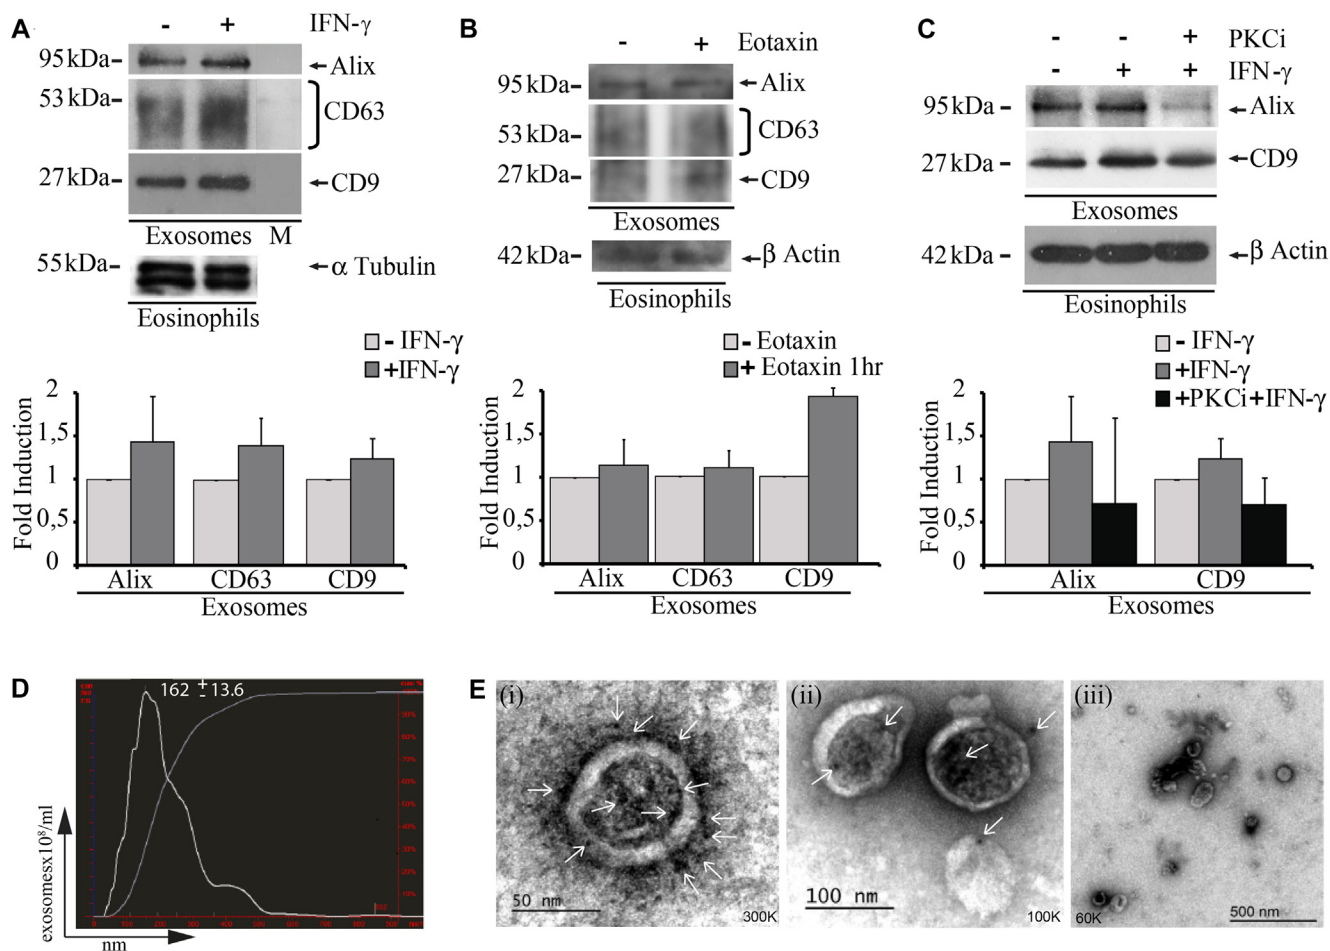 A
- + IFN-γ
95kDa
Alix
53kDa
CD63
27kDa
CD9
Exosomes M
55kDa
α Tubulin
Eosinophils
- IFN-γ
+IFN-γ
Fold Induction
2
1,5
1
0,5
0
Alix CD63 CD9
Exosomes
B
- + Eotaxin
95kDa
Alix
53kDa
CD63
27kDa
CD9
Exosomes
42kDa
β Actin
Eosinophils
- Eotaxin
+ Eotaxin 1hr
Fold Induction
2
1,5
1
0,5
0
Alix CD63 CD9
Exosomes
C
+ PKCi
- + + IFN-γ
95kDa
Alix
27kDa
CD9
Exosomes
42kDa
β Actin
Eosinophils
- IFN-γ
+IFN-γ
+PKCi+IFN-γ
Fold Induction
2
1,5
1
0,5
0
Alix CD9
Exosomes
D
162 ± 13.6
exosomesx10⁸/ml
nm
E
(i)
50 nm
300K
(ii)
100 nm
100K
(iii)
60K
500 nm